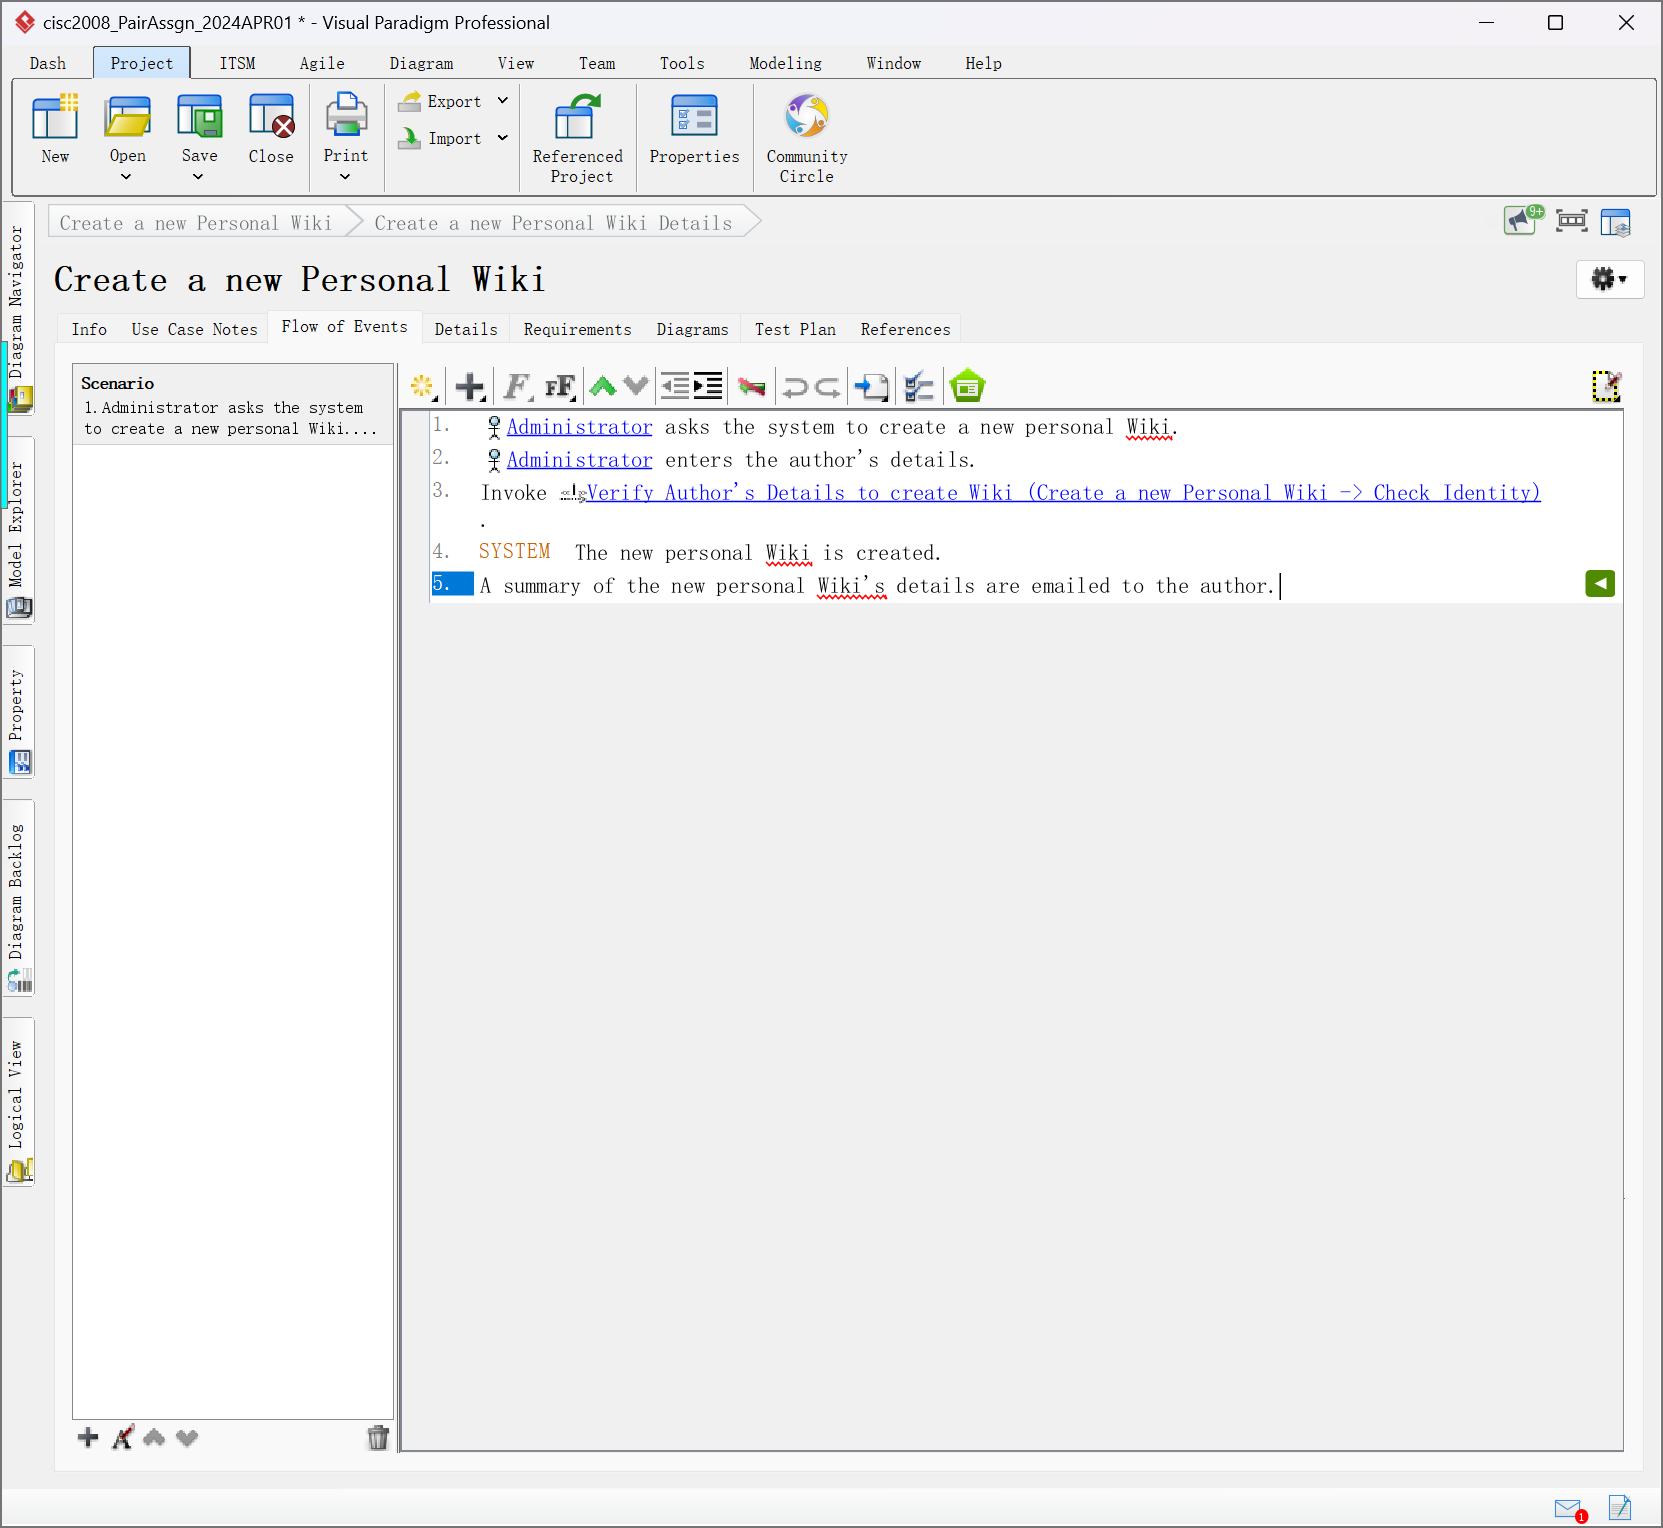 cisc2008_PairAssgn_2024APR01 * - Visual Paradigm Professional
Dash Project ITSM Agile Diagram View Team Tools Modeling Window Help
New
Open
Save
Close
Print
Export
Import
Referenced
Project
Properties
Community
Circle
Create a new Personal Wiki
Create a new Personal Wiki Details
9+
Create a new Personal Wiki
Info Use Case Notes Flow of Events Details Requirements Diagrams Test Plan References
Diagram Navigator
Model Explorer
Property
Diagram Backlog
Logical View
Scenario
1. Administrator asks the system
to create a new personal Wiki....
1. Administrator asks the system to create a new personal Wiki.
2. Administrator enters the author's details.
3. Invoke Verify Author's Details to create Wiki (Create a new Personal Wiki -> Check Identity)
.
4. SYSTEM The new personal Wiki is created.
5. A summary of the new personal Wiki's details are emailed to the author.
1